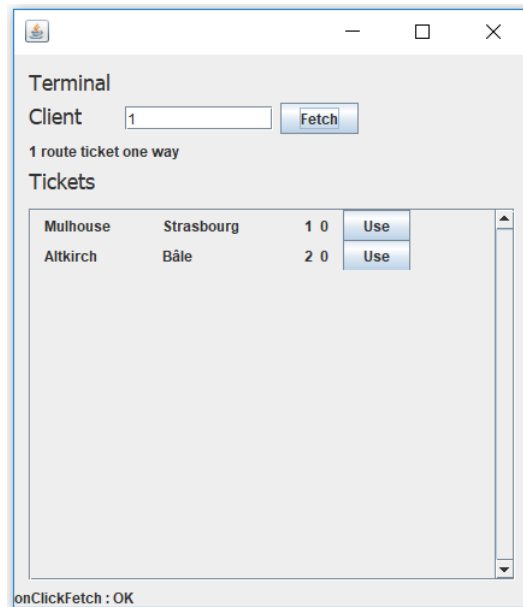 Terminal
Client 1 Fetch
1 route ticket one way
Tickets
Mulhouse Strasbourg 1 0 Use
Altkirch Bâle 2 0 Use
onClickFetch : OK